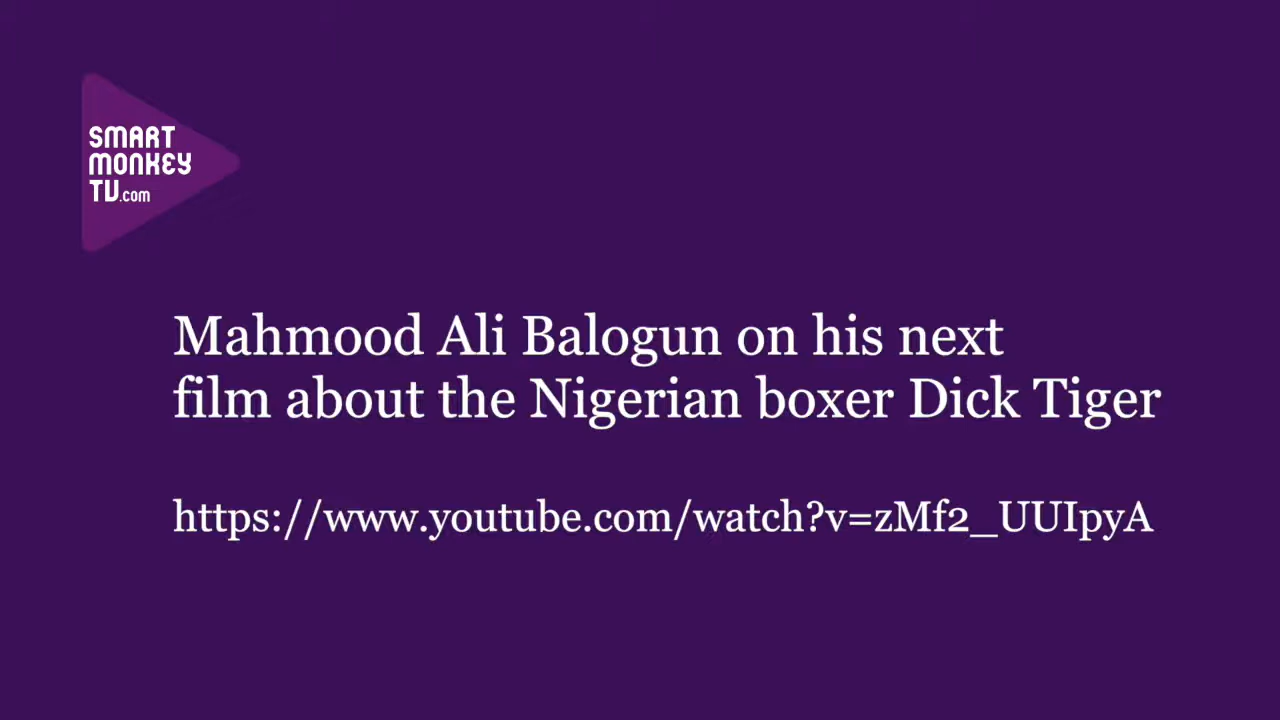 SMART
MONKEY
TV.com
Mahmood Ali Balogun on his next
film about the Nigerian boxer Dick Tiger
https://www.youtube.com/watch?v=zMf2_UUIpyA